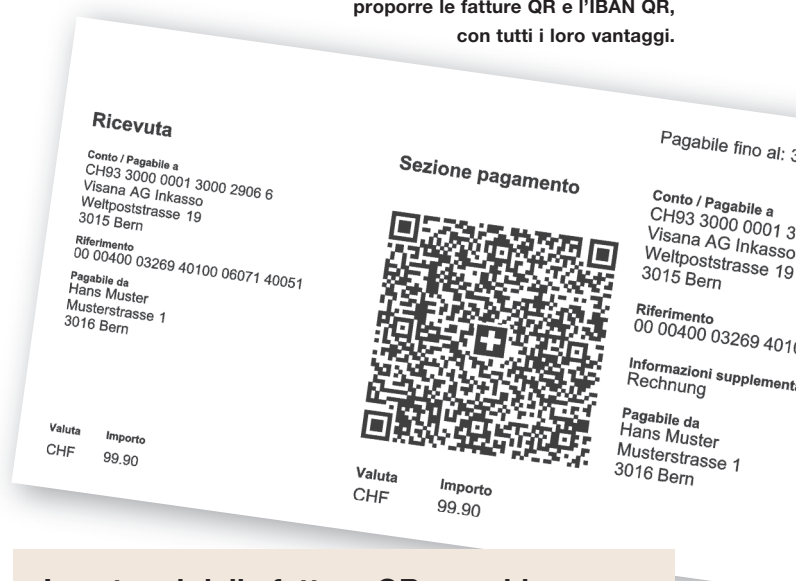 proporre le fatture QR e l'IBAN QR,
con tutti i loro vantaggi.
Ricevuta
Conto / Pagabile a
CH93 3000 0001 3000 2906 6
Visana AG Inkasso
Weltpoststrasse 19
3015 Bern
Riferimento
00 00400 03269 40100 06071 40051
Pagabile da
Hans Muster
Musterstrasse 1
3016 Bern
Valuta Importo
CHF 99.90
Sezione pagamento
Valuta Importo
CHF 99.90
Pagabile fino al: 3
Conto / Pagabile a
CH93 3000 0001 3
Visana AG Inkasso
Weltpoststrasse 19
3015 Bern
Riferimento
00 00400 03269 4010
Informazioni supplementa
Rechnung
Pagabile da
Hans Muster
Musterstrasse 1
3016 Bern